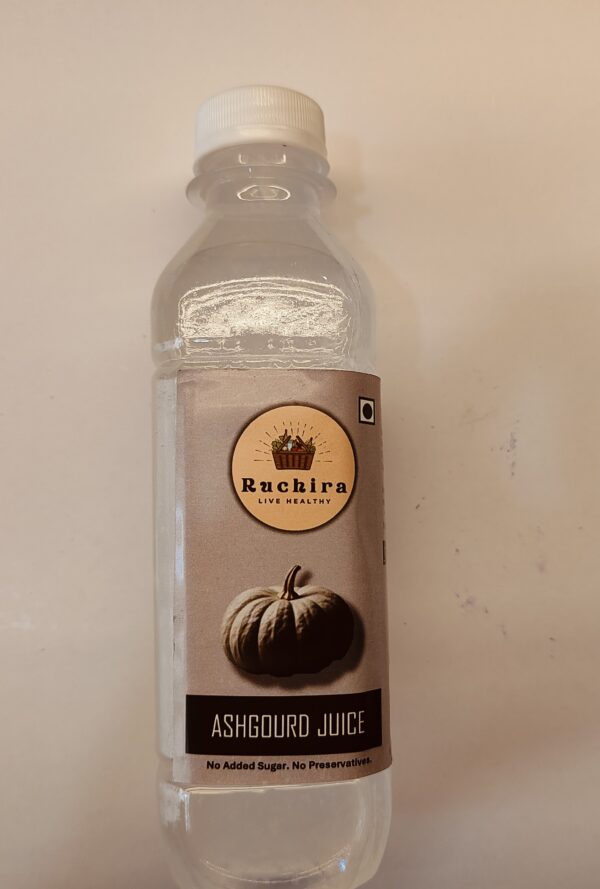 Ruchira
LIVE HEALTHY
ASHGOURD JUICE
No Added Sugar. No Preservatives.